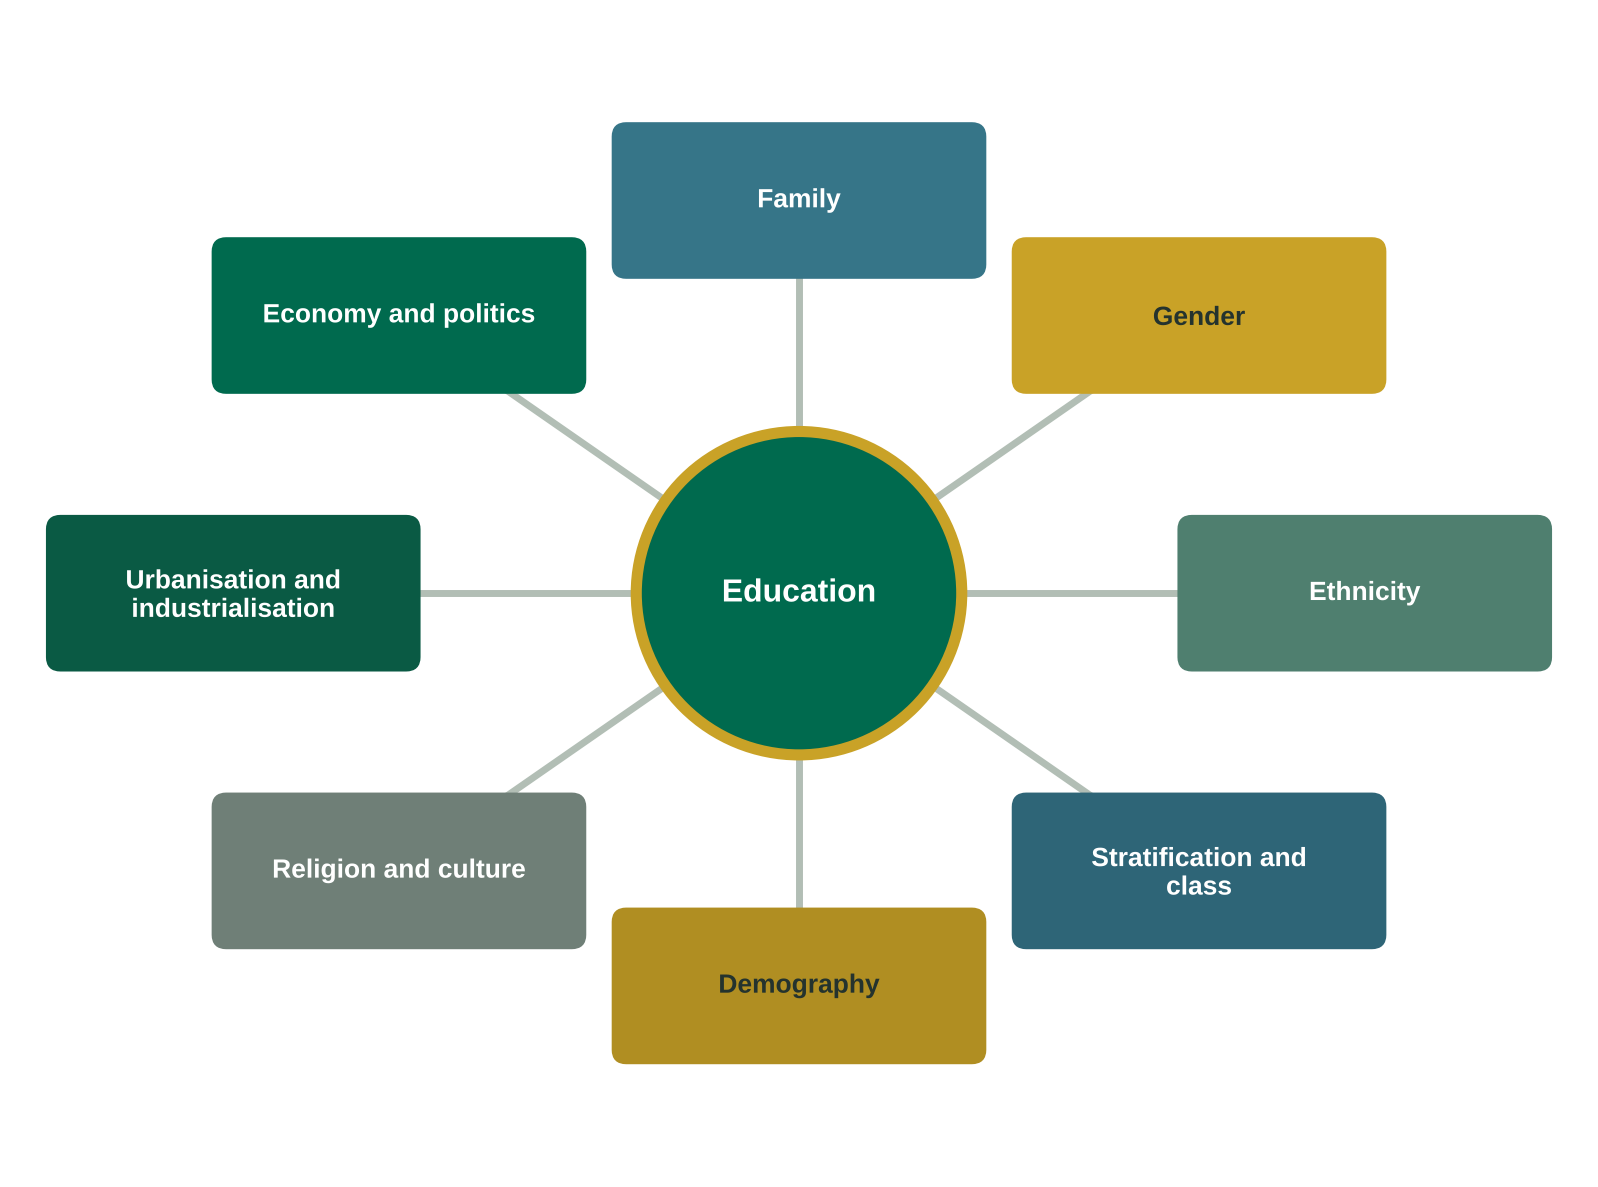 Family
Economy and politics
Gender
Urbanisation and
industrialisation
Education
Ethnicity
Religion and culture
Stratification and
class
Demography